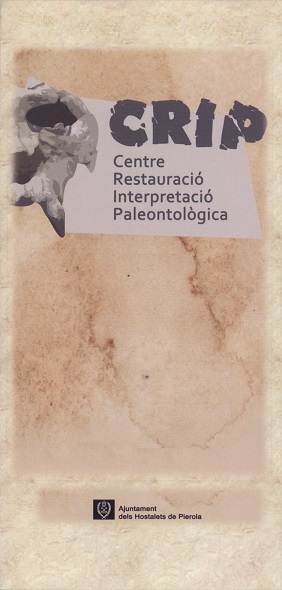 CRIP
Centre
Restauració
Interpretació
Paleontològica
Ajuntament
dels Hostalets de Pierola